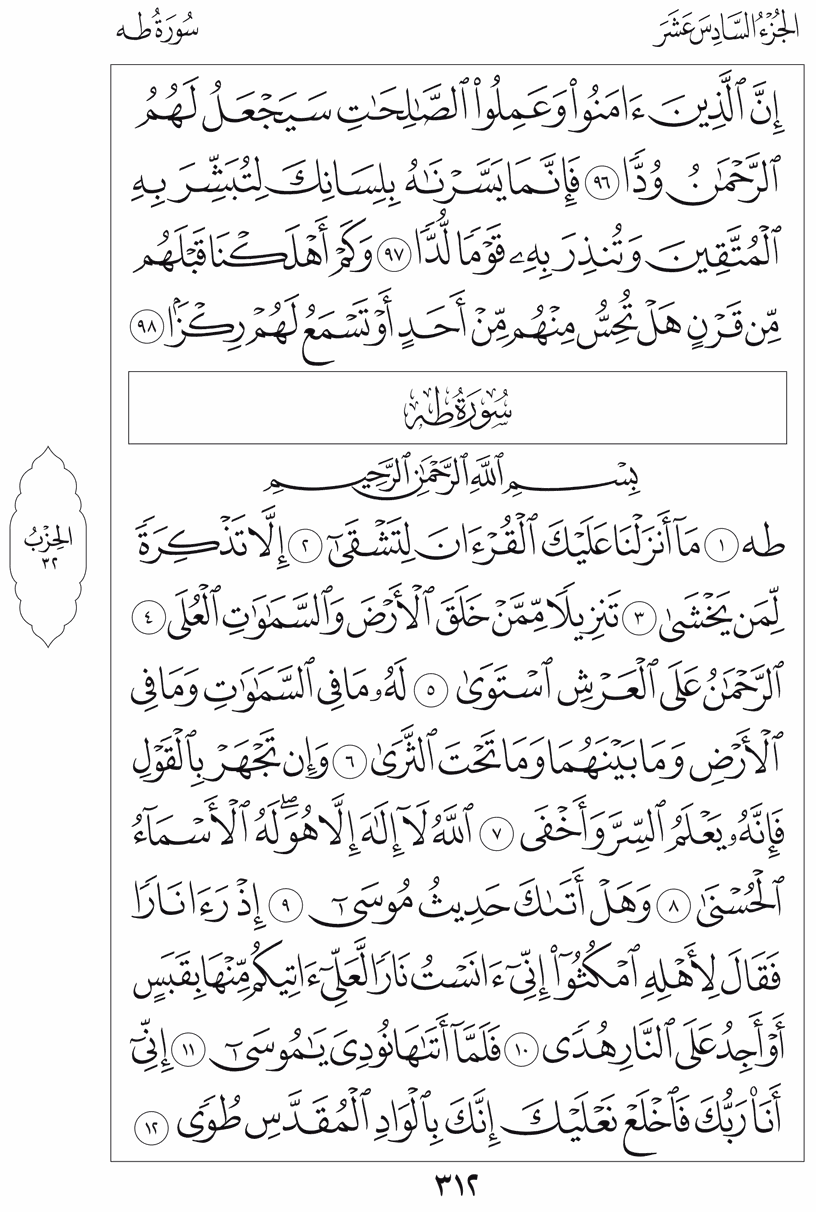 الجُزْءُ السَّادِسَ عَشَرَ
سُورَةُ طه
إِنَّ ٱلَّذِينَ ءَامَنُوا۟ وَعَمِلُوا۟ ٱلصَّـٰلِحَـٰتِ سَيَجْعَلُ لَهُمُ
ٱلرَّحْمَـٰنُ وُدًّا ٩٦ فَإِنَّمَا يَسَّرْنَـٰهُ بِلِسَانِكَ لِتُبَشِّرَ بِهِ
ٱلْمُتَّقِينَ وَتُنذِرَ بِهِۦ قَوْمًا لُّدًّا ٩٧ وَكَمْ أَهْلَكْنَا قَبْلَهُم
مِّن قَرْنٍ هَلْ تُحِسُّ مِنْهُم مِّنْ أَحَدٍ أَوْ تَسْمَعُ لَهُمْ رِكْزًۢا ٩٨
سُورَةُ طه
بِسْمِ ٱللَّهِ ٱلرَّحْمَـٰنِ ٱلرَّحِيمِ
طه ١ مَآ أَنزَلْنَا عَلَيْكَ ٱلْقُرْءَانَ لِتَشْقَىٰٓ ٢ إِلَّا تَذْكِرَةً
لِّمَن يَخْشَىٰ ٣ تَنزِيلًا مِّمَّنْ خَلَقَ ٱلْأَرْضَ وَٱلسَّمَـٰوَٰتِ ٱلْعُلَى ٤
ٱلرَّحْمَـٰنُ عَلَى ٱلْعَرْشِ ٱسْتَوَىٰ ٥ لَهُۥ مَا فِى ٱلسَّمَـٰوَٰتِ وَمَا فِى
ٱلْأَرْضِ وَمَا بَيْنَهُمَا وَمَا تَحْتَ ٱلثَّرَىٰ ٦ وَإِن تَجْهَرْ بِٱلْقَوْلِ
فَإِنَّهُۥ يَعْلَمُ ٱلسِّرَّ وَأَخْفَى ٧ ٱللَّهُ لَآ إِلَـٰهَ إِلَّا هُوَ ۖ لَهُ ٱلْأَسْمَآءُ
ٱلْحُسْنَىٰ ٨ وَهَلْ أَتَىٰكَ حَدِيثُ مُوسَىٰٓ ٩ إِذْ رَءَا نَارًا
فَقَالَ لِأَهْلِهِ ٱمْكُثُوٓا۟ إِنِّىٓ ءَانَسْتُ نَارًا لَّعَلِّىٓ ءَاتِيكُم مِّنْهَا بِقَبَسٍ
أَوْ أَجِدُ عَلَى ٱلنَّارِ هُدًى ١٠ فَلَمَّآ أَتَىٰهَا نُودِىَ يَـٰمُوسَىٰٓ ١١ إِنِّىٓ
أَنَا۠ رَبُّكَ فَٱخْلَعْ نَعْلَيْكَ إِنَّكَ بِٱلْوَادِ ٱلْمُقَدَّسِ طُوًى ١٢
الحِزْبُ
٣٢
٣١٢